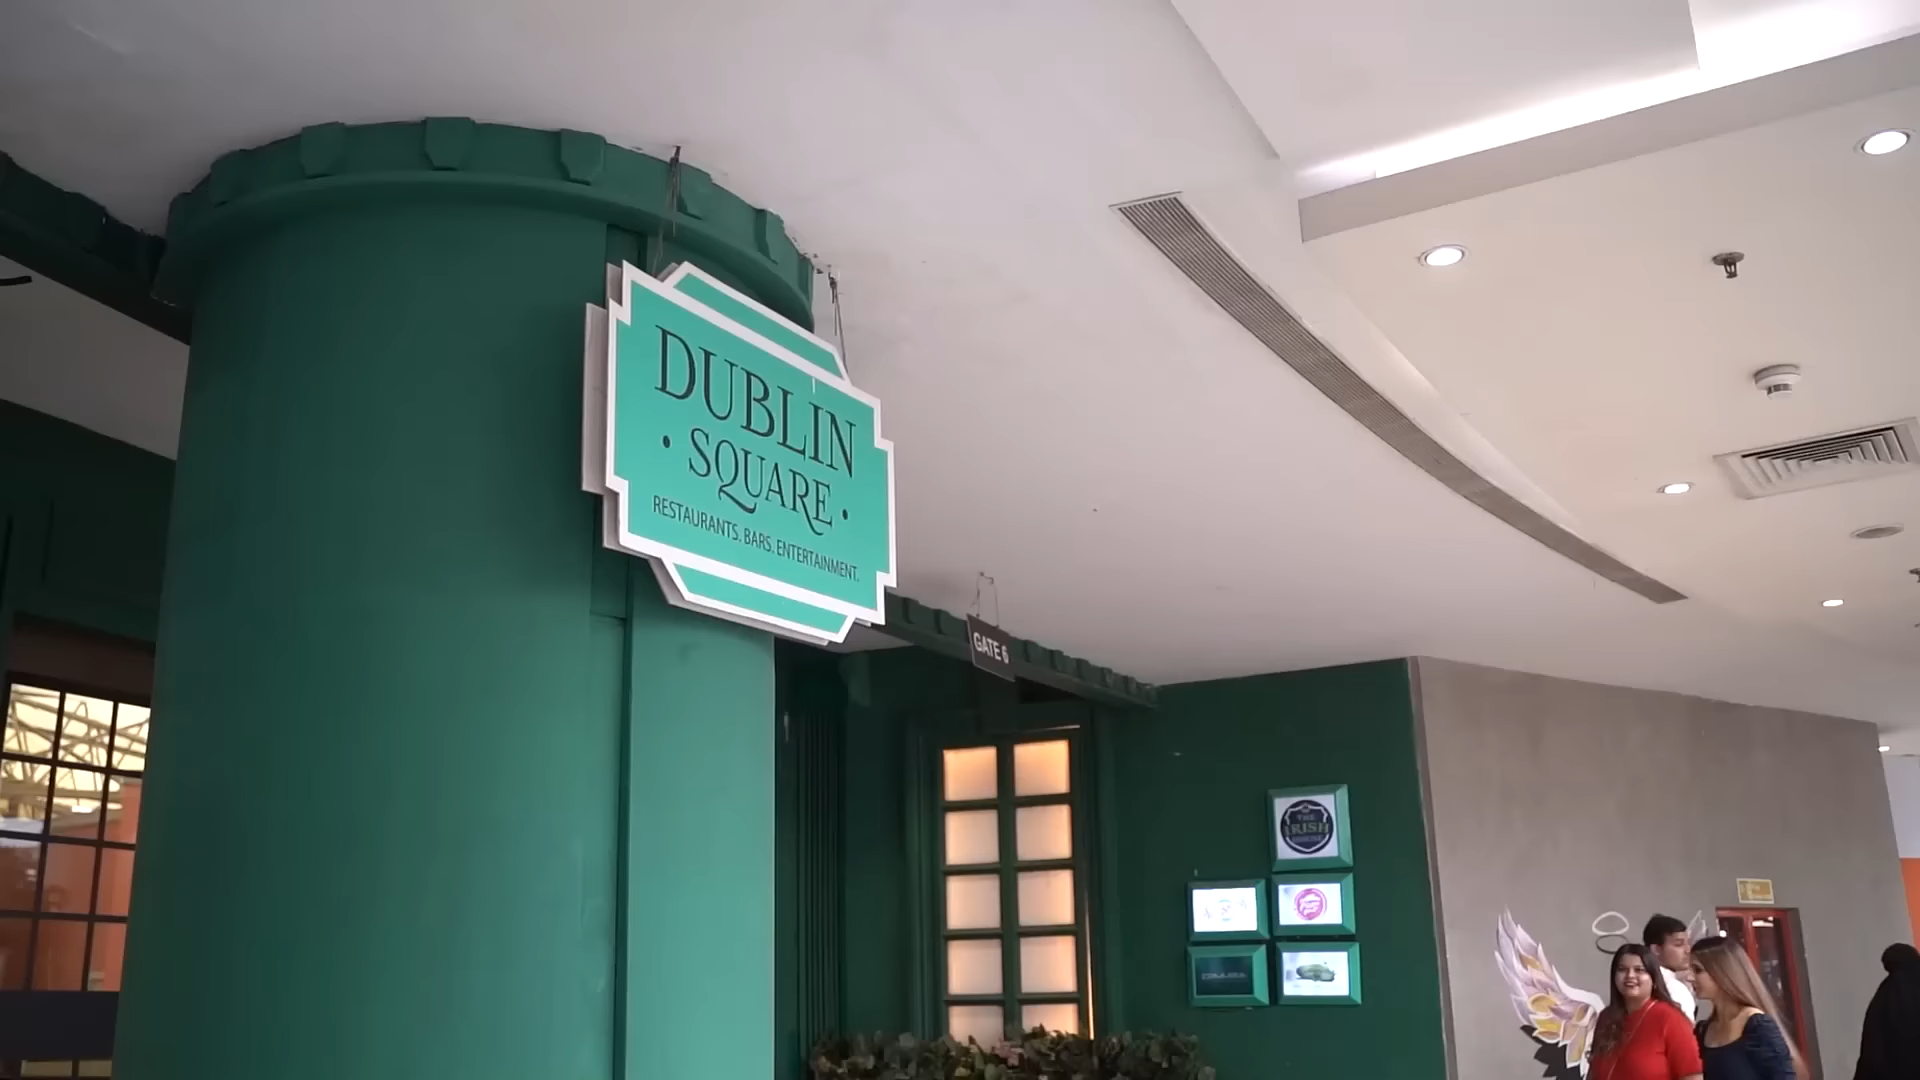 DUBLIN
• SQUARE •
RESTAURANTS. BARS. ENTERTAINMENT.
GATE 6
THE
IRISH
HOUSE